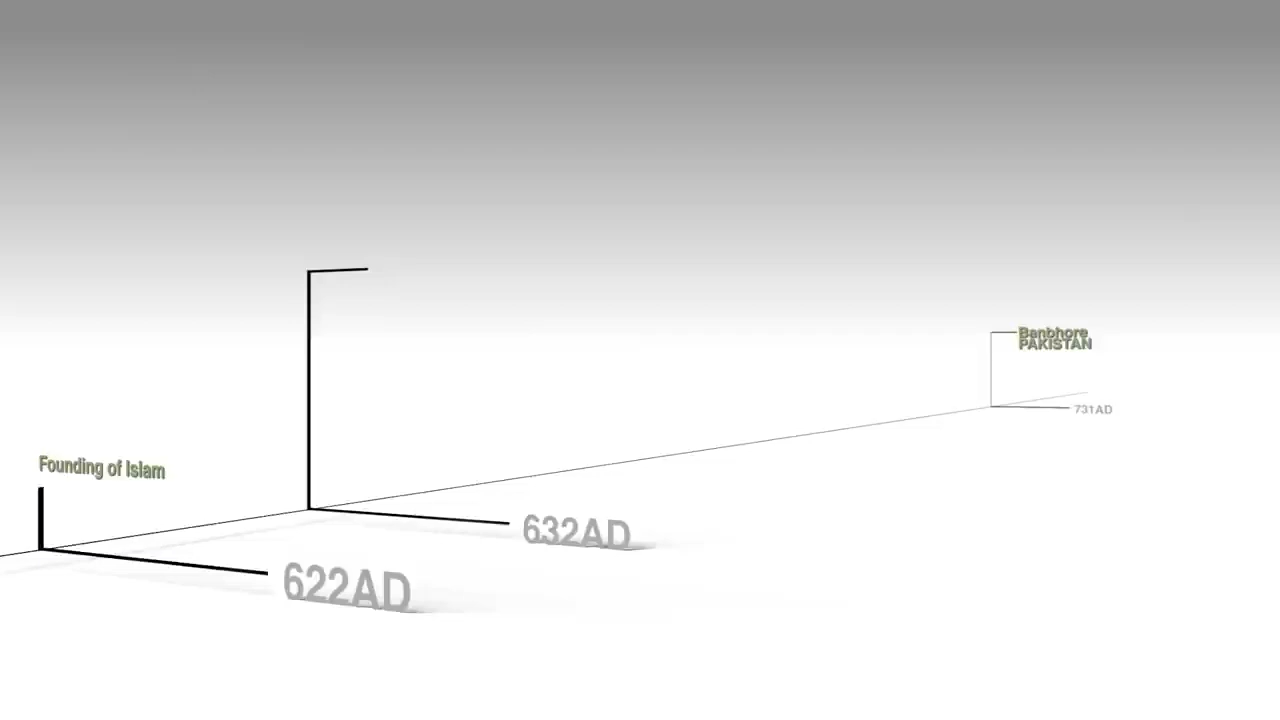 Banbhore
PAKISTAN
731AD
Founding of Islam
632AD
622AD